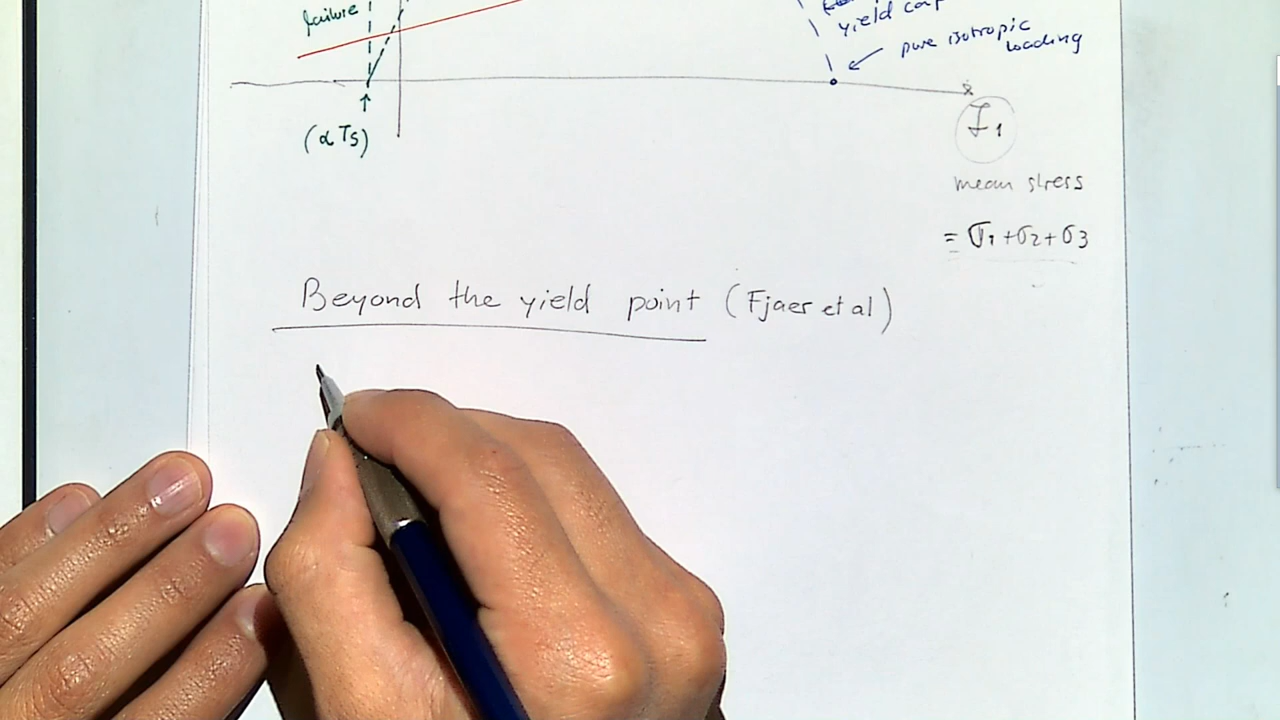 failure
yield cap
pure isotropic
loading
(αTs)
I1
mean stress
= σ1+σ2+σ3
Beyond the yield point (Fjaer et al)